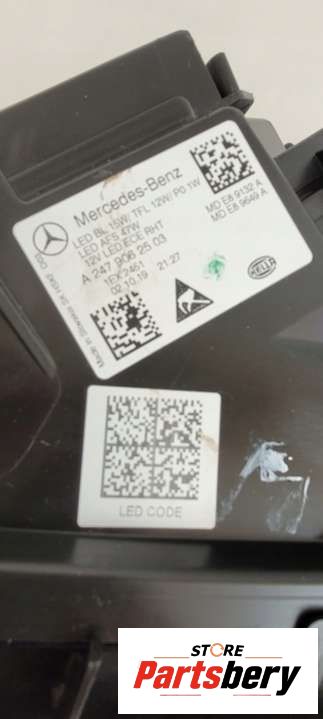 Mercedes-Benz
LED BL 15W/ TFL 12W/ PO 1W
LED AFS 47W
12V LED/ECE RHT
A 247 906 25 03
1EX/2451
02.10.19 21:27
MD E8 9132 A
MD E8 9649 A
HELLA
LED CODE
STORE
Partsbery